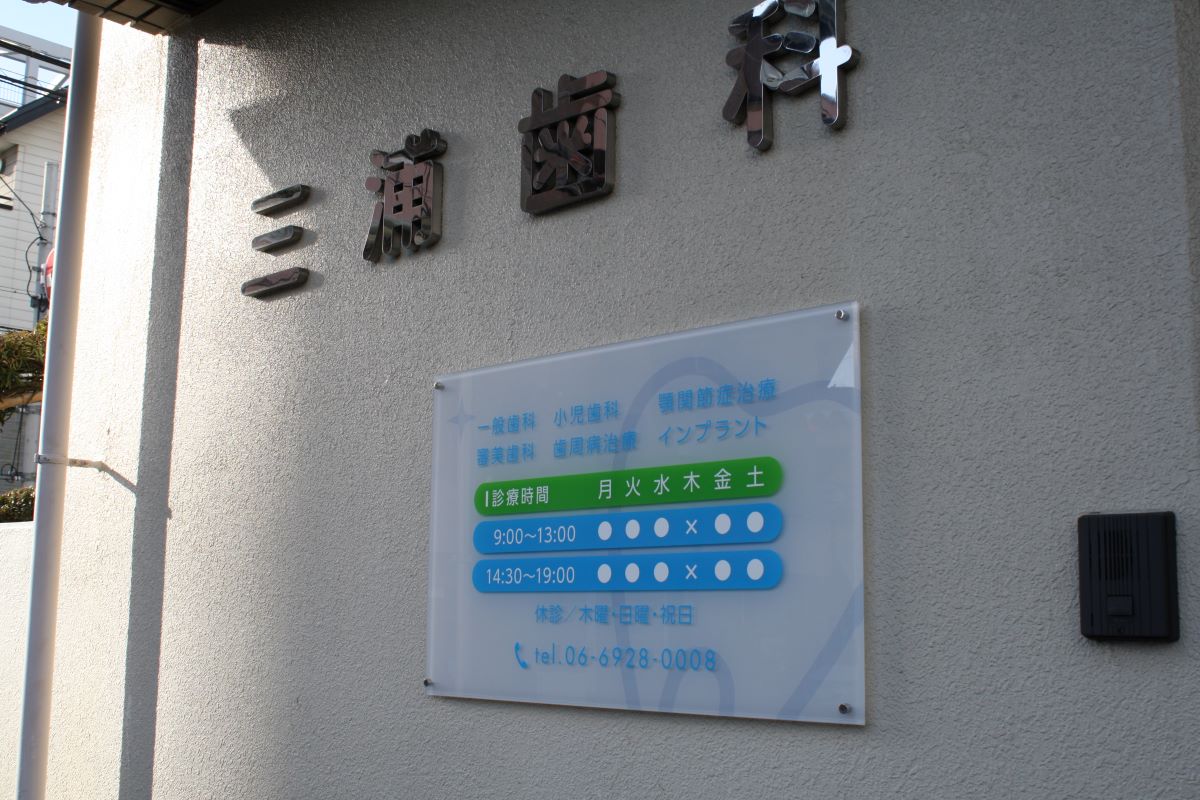 三浦歯科
一般歯科 小児歯科 顎関節症治療
審美歯科 歯周病治療 インプラント
診療時間 月 火 水 木 金 土
9:00〜13:00 ● ● ● × ● ●
14:30〜19:00 ● ● ● × ● ●
休診／木曜・日曜・祝日
tel.06-6928-0008